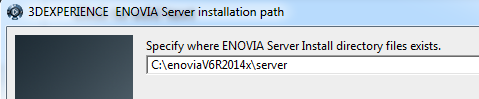 3DEXPERIENCE ENOVIA Server installation path
Specify where ENOVIA Server Install directory files exists.
C:\enoviaV6R2014x\server